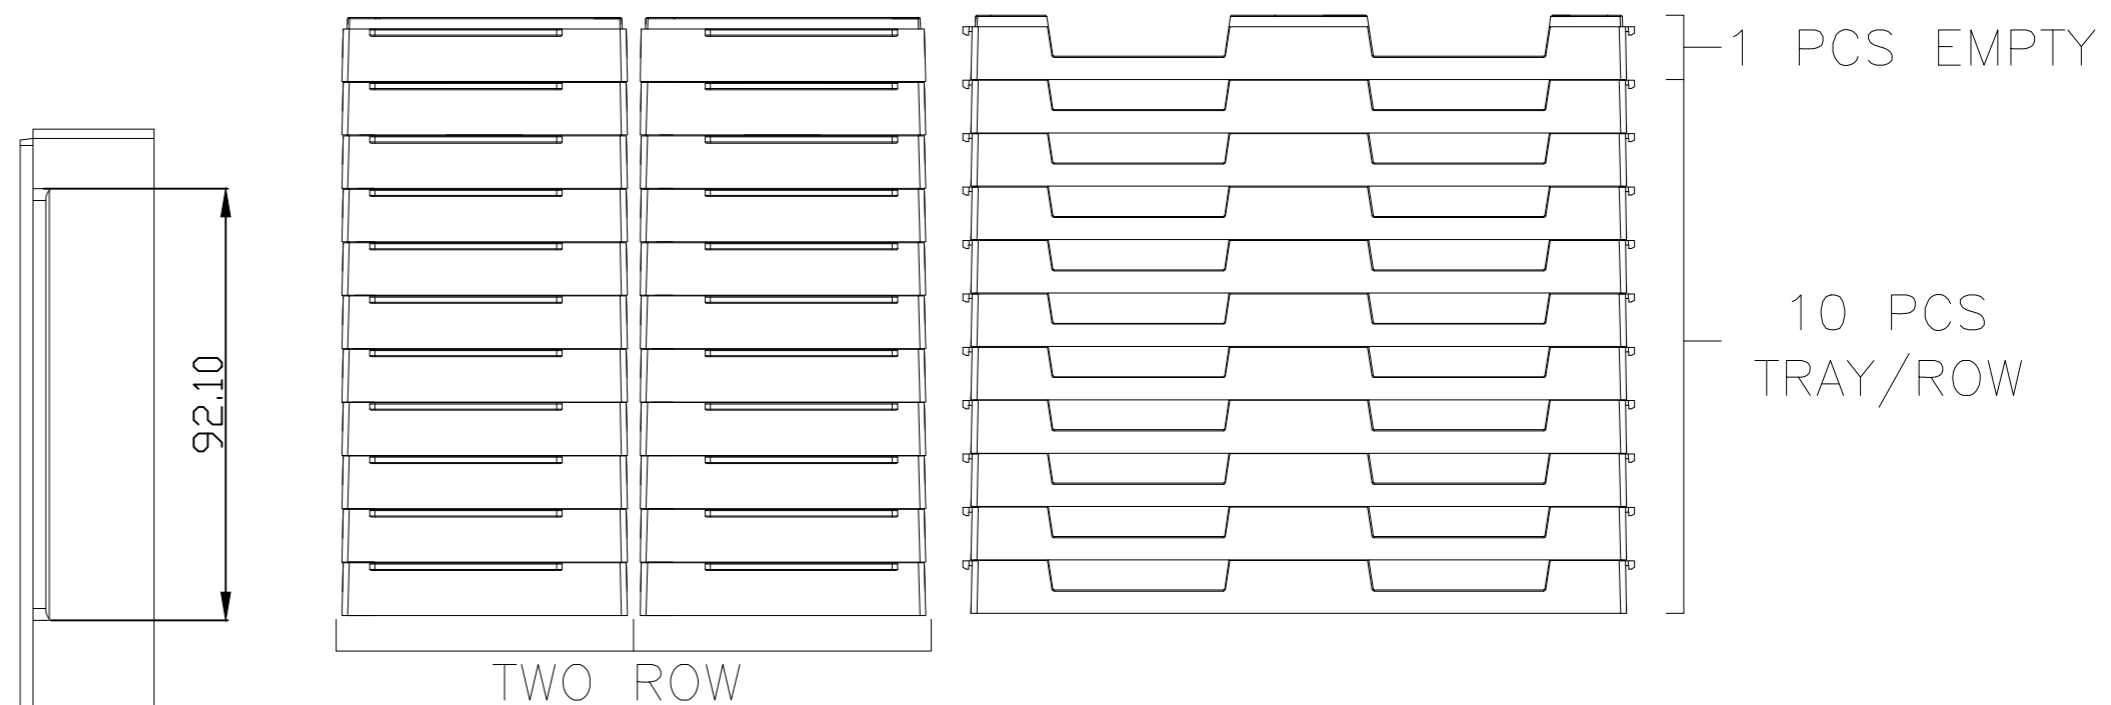 1 PCS EMPTY
92.10
10 PCS
TRAY/ROW
TWO ROW